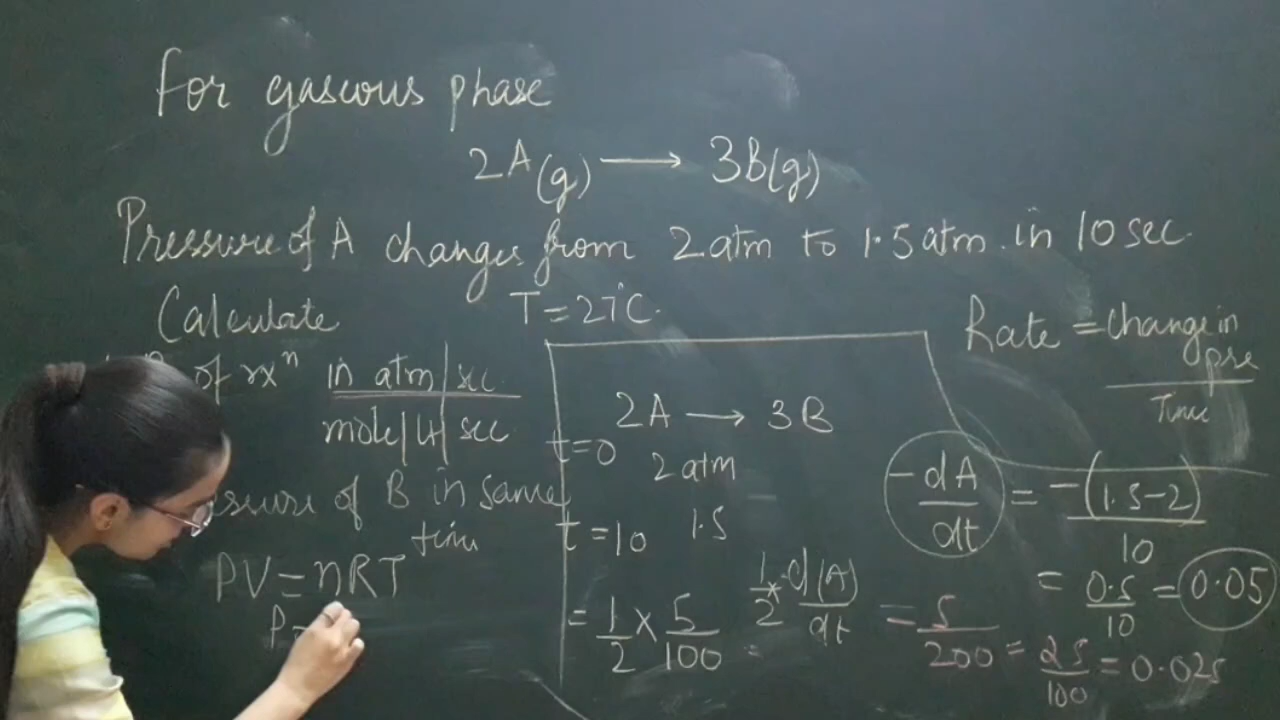 For gaseous phase
2A(g) ⟶ 3B(g)
Pressure of A changes from 2 atm to 1.5 atm. in 10 sec.
Calculate T = 27°C.
of rxⁿ in atm/sec
mole/lt/sec
of B in same
time
PV = nRT
P =
2A ⟶ 3B
t=0 2 atm
t=10 1.5
= 1/2 × 5/100 =
1/2 × d(A)/dt = 5/200 = 25/100 = 0.025
Rate = change in pre / Time
-dA/dt = -(1.5-2)/10
= 0.5/10 = 0.05